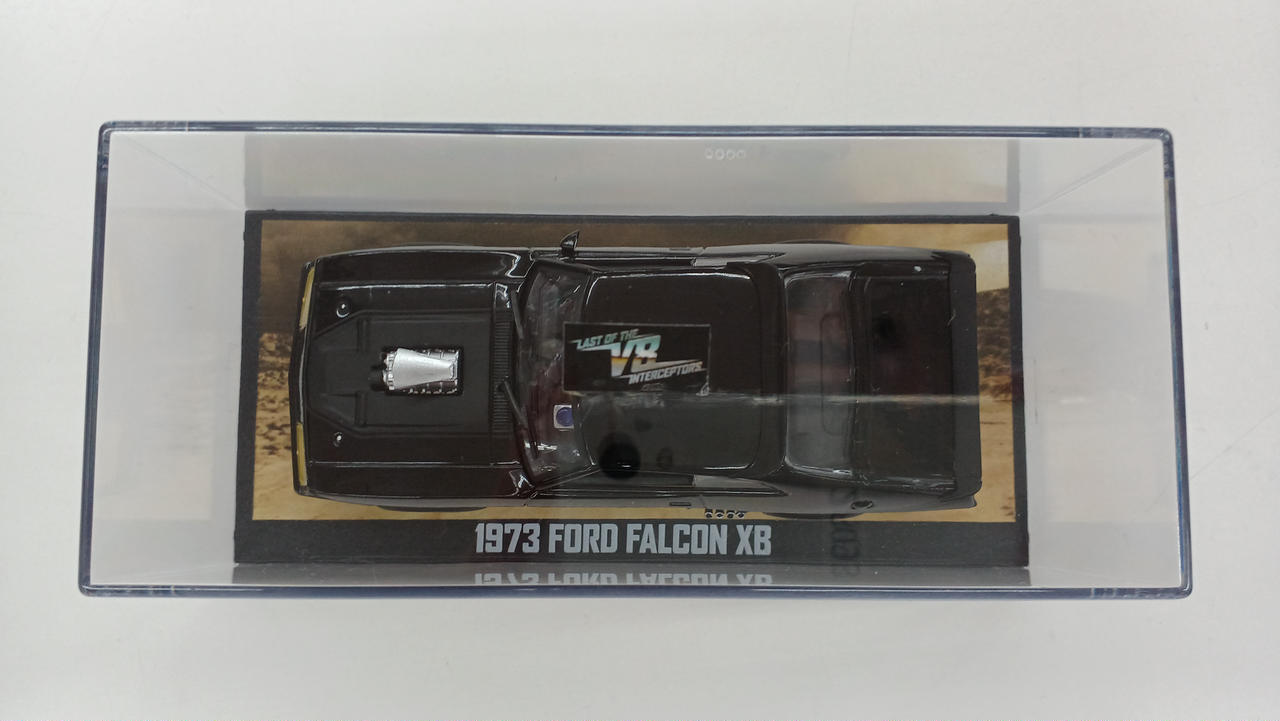 LAST OF THE
V8
INTERCEPTORS
1973 FORD FALCON XB